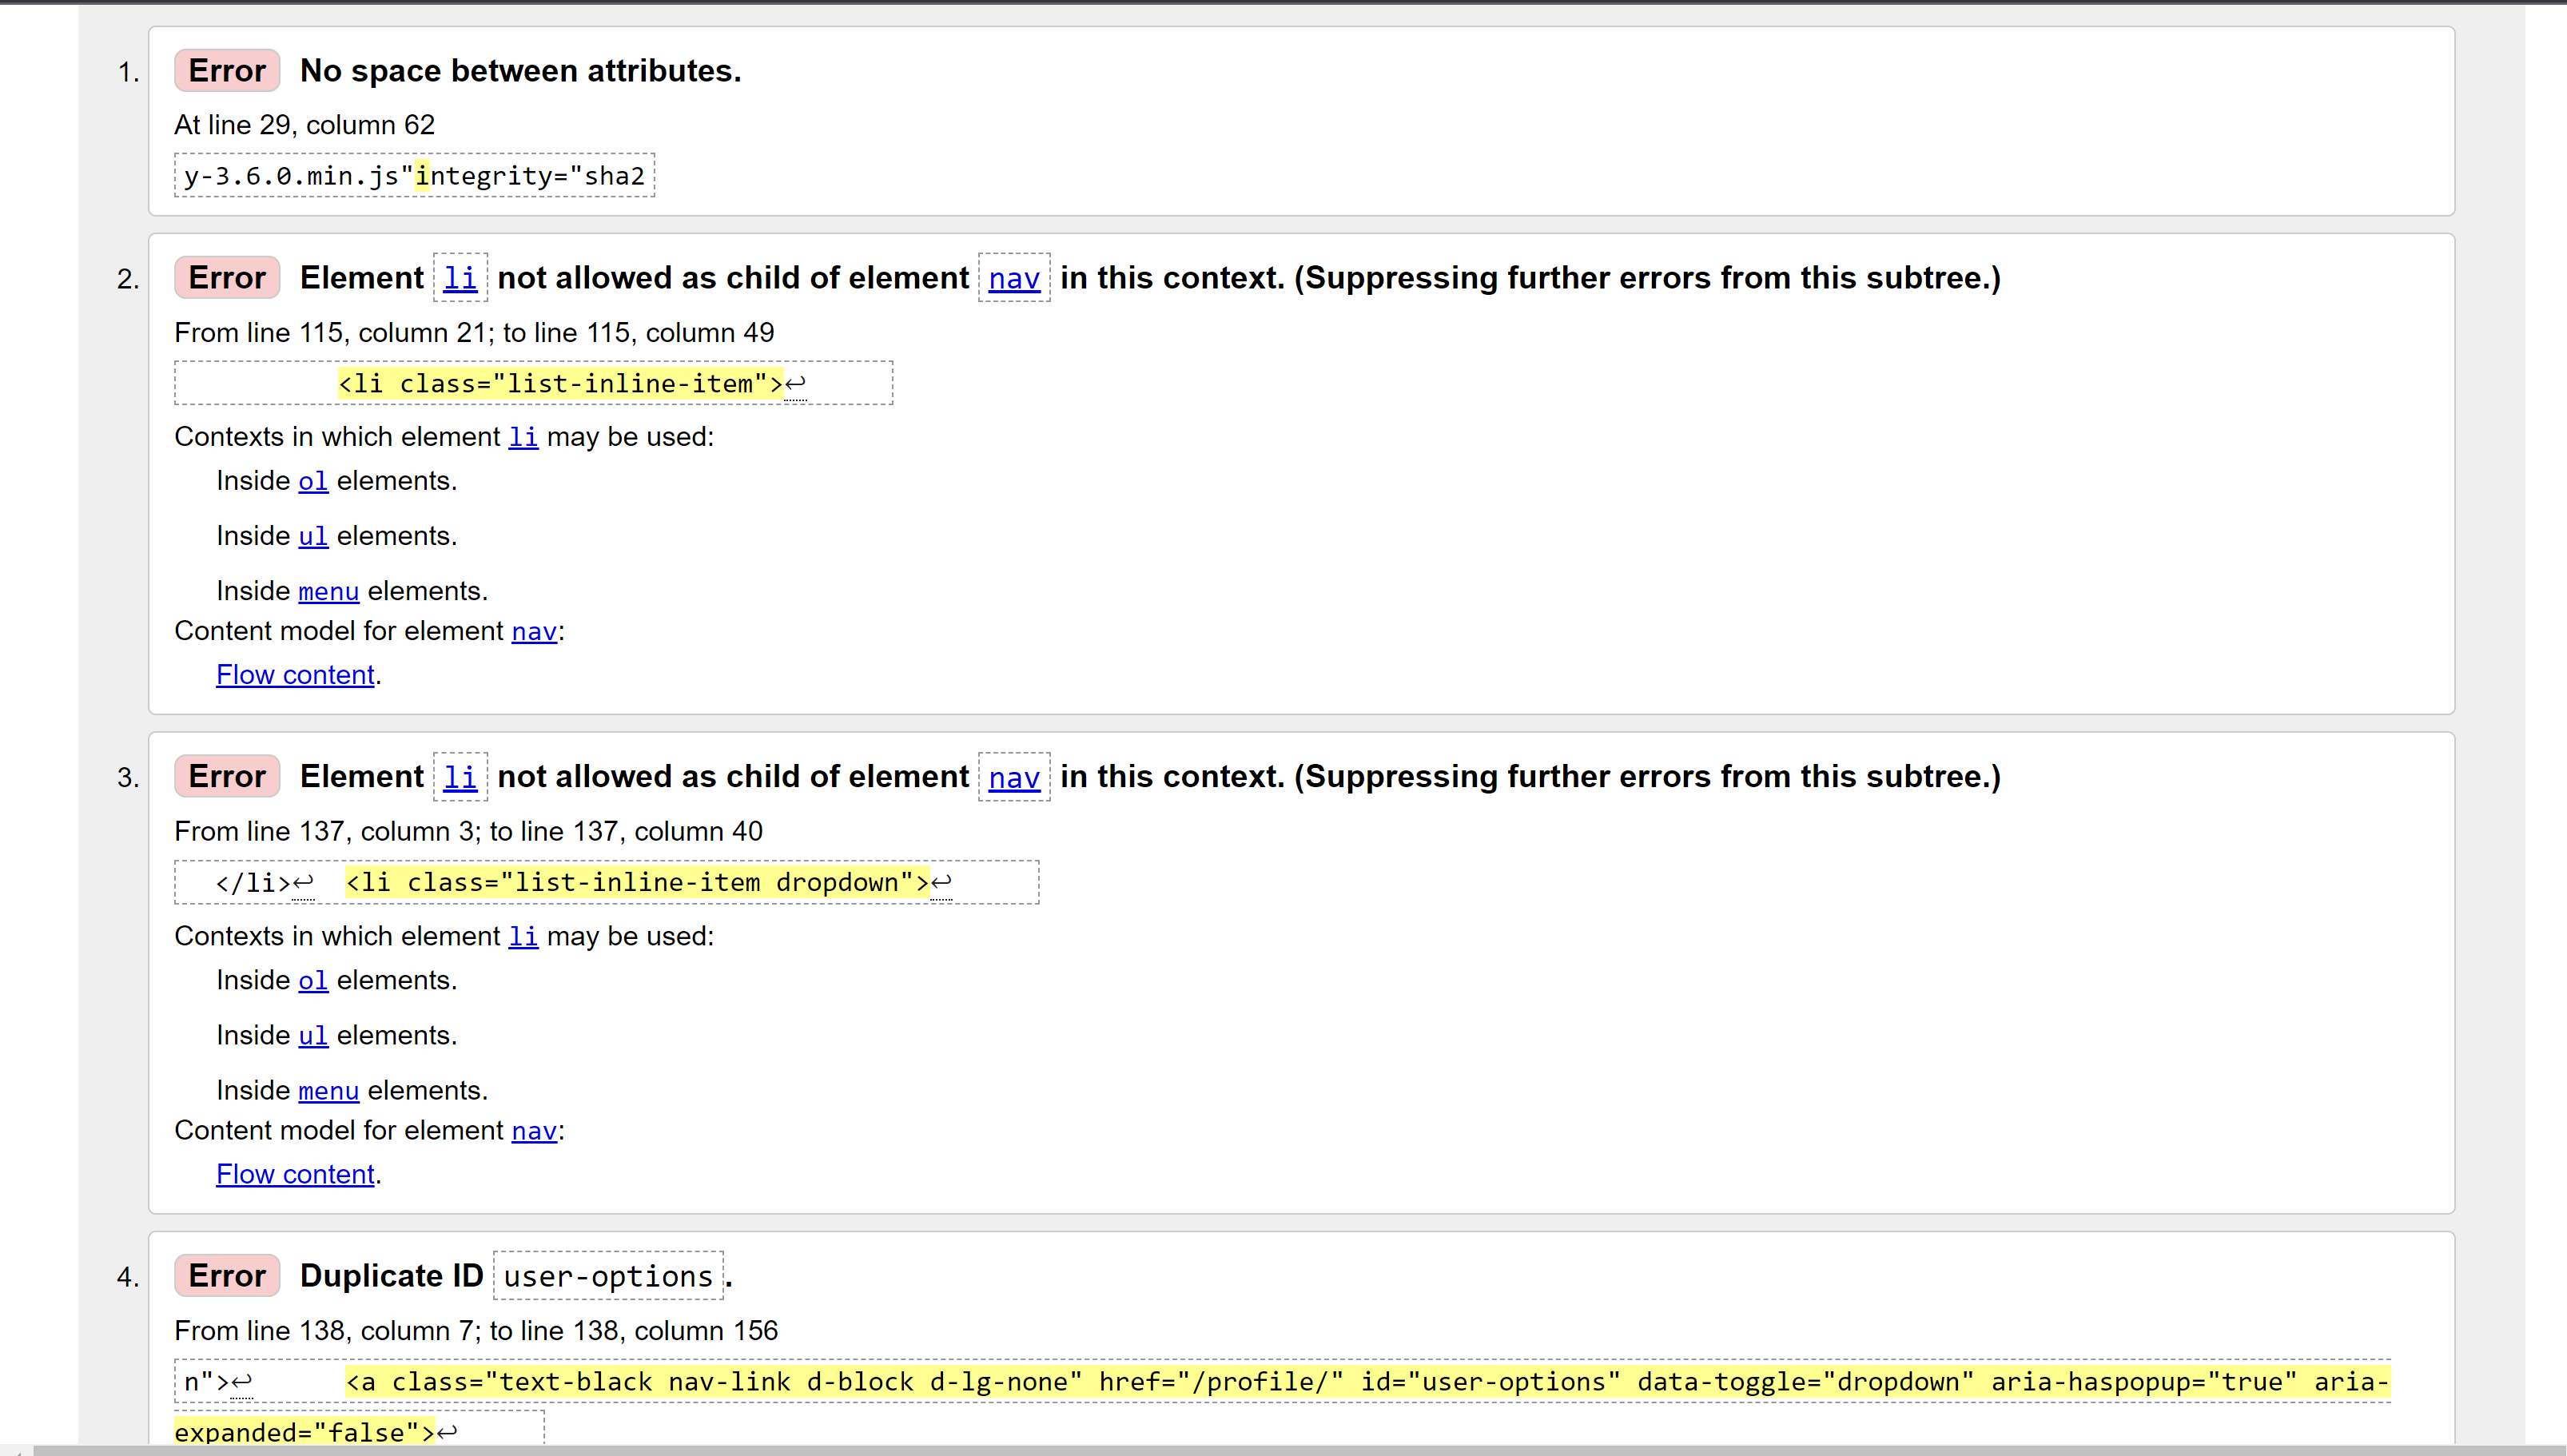 1. Error No space between attributes.
At line 29, column 62
y-3.6.0.min.js"integrity="sha2
2. Error Element li not allowed as child of element nav in this context. (Suppressing further errors from this subtree.)
From line 115, column 21; to line 115, column 49
<li class="list-inline-item">↩
Contexts in which element li may be used:
Inside ol elements.
Inside ul elements.
Inside menu elements.
Content model for element nav:
Flow content.
3. Error Element li not allowed as child of element nav in this context. (Suppressing further errors from this subtree.)
From line 137, column 3; to line 137, column 40
</li>↩ <li class="list-inline-item dropdown">↩
Contexts in which element li may be used:
Inside ol elements.
Inside ul elements.
Inside menu elements.
Content model for element nav:
Flow content.
4. Error Duplicate ID user-options.
From line 138, column 7; to line 138, column 156
n">↩ <a class="text-black nav-link d-block d-lg-none" href="/profile/" id="user-options" data-toggle="dropdown" aria-haspopup="true" aria-
expanded="false">↩